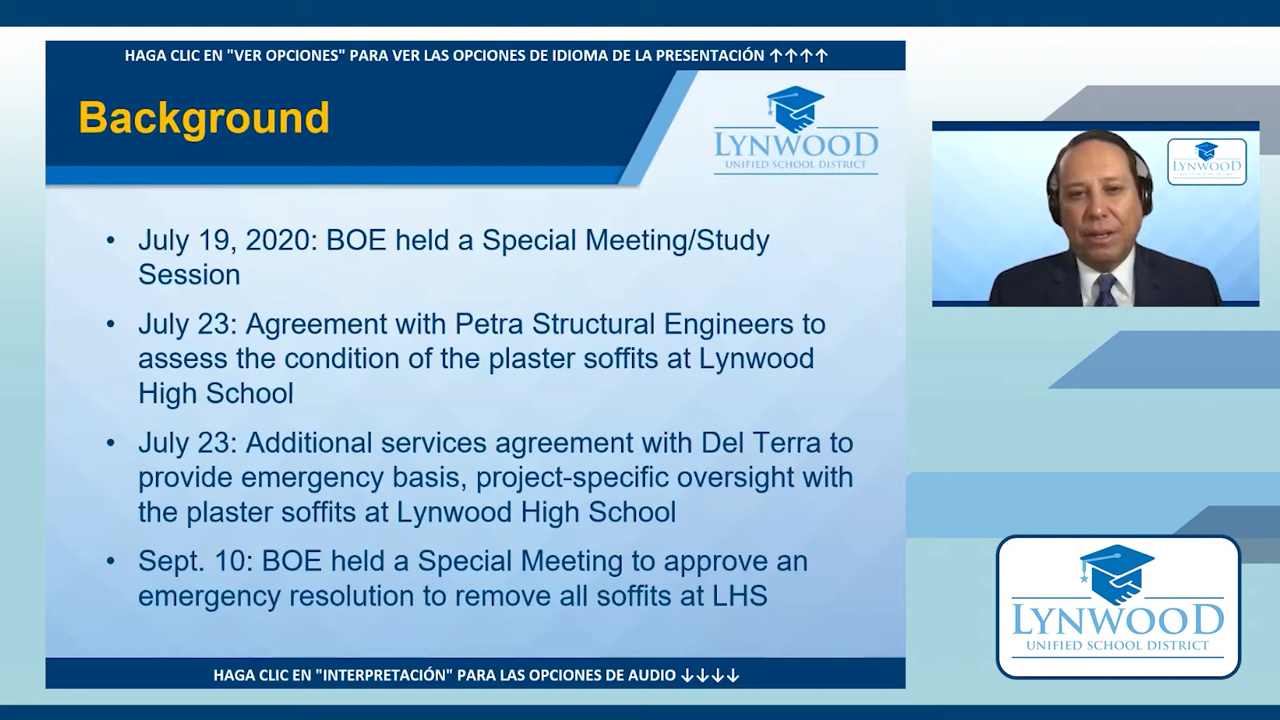 HAGA CLIC EN "VER OPCIONES" PARA VER LAS OPCIONES DE IDIOMA DE LA PRESENTACIÓN ↑↑↑↑
Background
LYNWOOD
UNIFIED SCHOOL DISTRICT
• July 19, 2020: BOE held a Special Meeting/Study
Session
• July 23: Agreement with Petra Structural Engineers to
assess the condition of the plaster soffits at Lynwood
High School
• July 23: Additional services agreement with Del Terra to
provide emergency basis, project-specific oversight with
the plaster soffits at Lynwood High School
• Sept. 10: BOE held a Special Meeting to approve an
emergency resolution to remove all soffits at LHS
HAGA CLIC EN "INTERPRETACIÓN" PARA LAS OPCIONES DE AUDIO ↓↓↓↓
LYNWOOD
LYNWOOD
UNIFIED SCHOOL DISTRICT